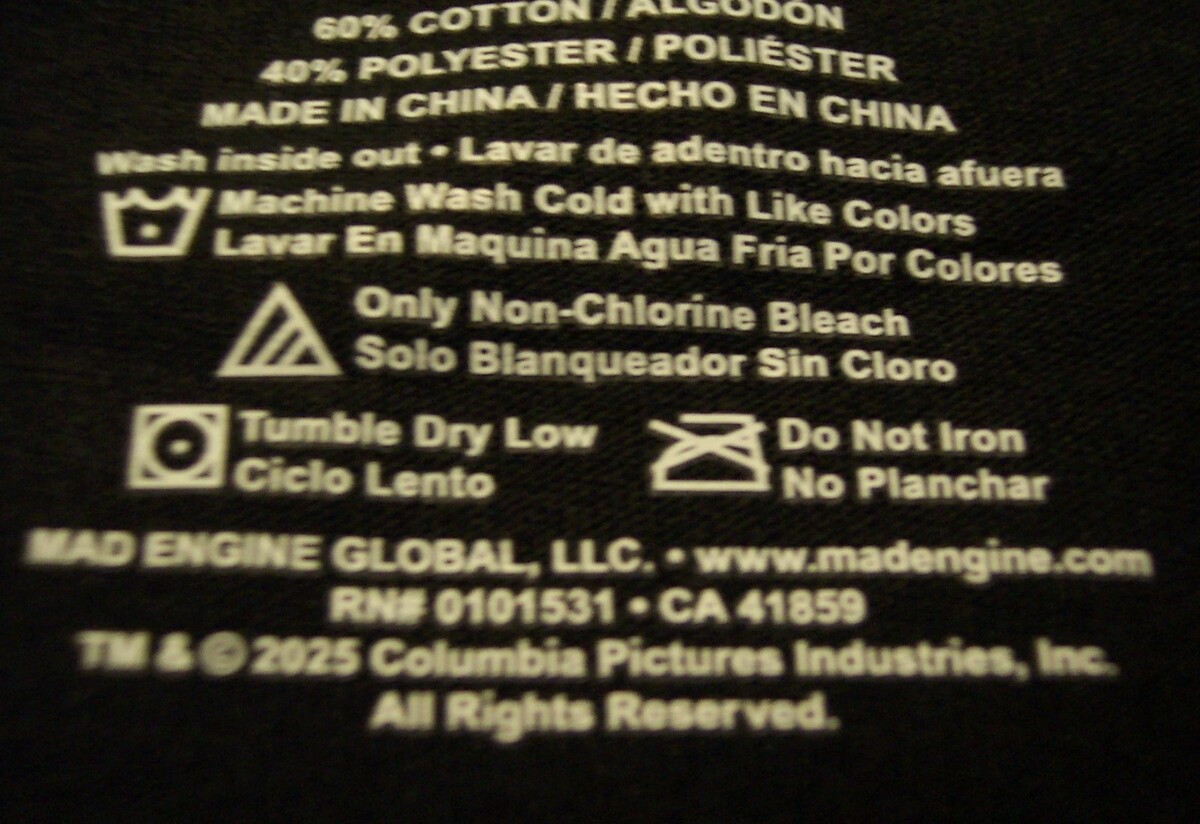 60% COTTON / ALGODÓN
40% POLYESTER / POLIÉSTER
MADE IN CHINA / HECHO EN CHINA
Wash inside out • Lavar de adentro hacia afuera
Machine Wash Cold with Like Colors
Lavar En Maquina Agua Fria Por Colores
Only Non-Chlorine Bleach
Solo Blanqueador Sin Cloro
Tumble Dry Low
Ciclo Lento
Do Not Iron
No Planchar
MAD ENGINE GLOBAL, LLC. • www.madengine.com
RN# 0101531 • CA 41859
TM & © 2025 Columbia Pictures Industries, Inc.
All Rights Reserved.